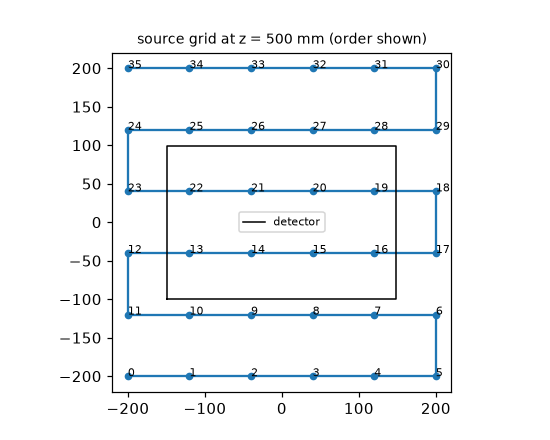 source grid at z = 500 mm (order shown)
200
35 34 33 32 31 30
150
24 25 26 27 28 29
100
50
23 22 21 20 19 18
0
detector
12 13 14 15 16 17
−50
−100
11 10 9 8 7 6
−150
0 1 2 3 4 5
−200
−200 −100 0 100 200